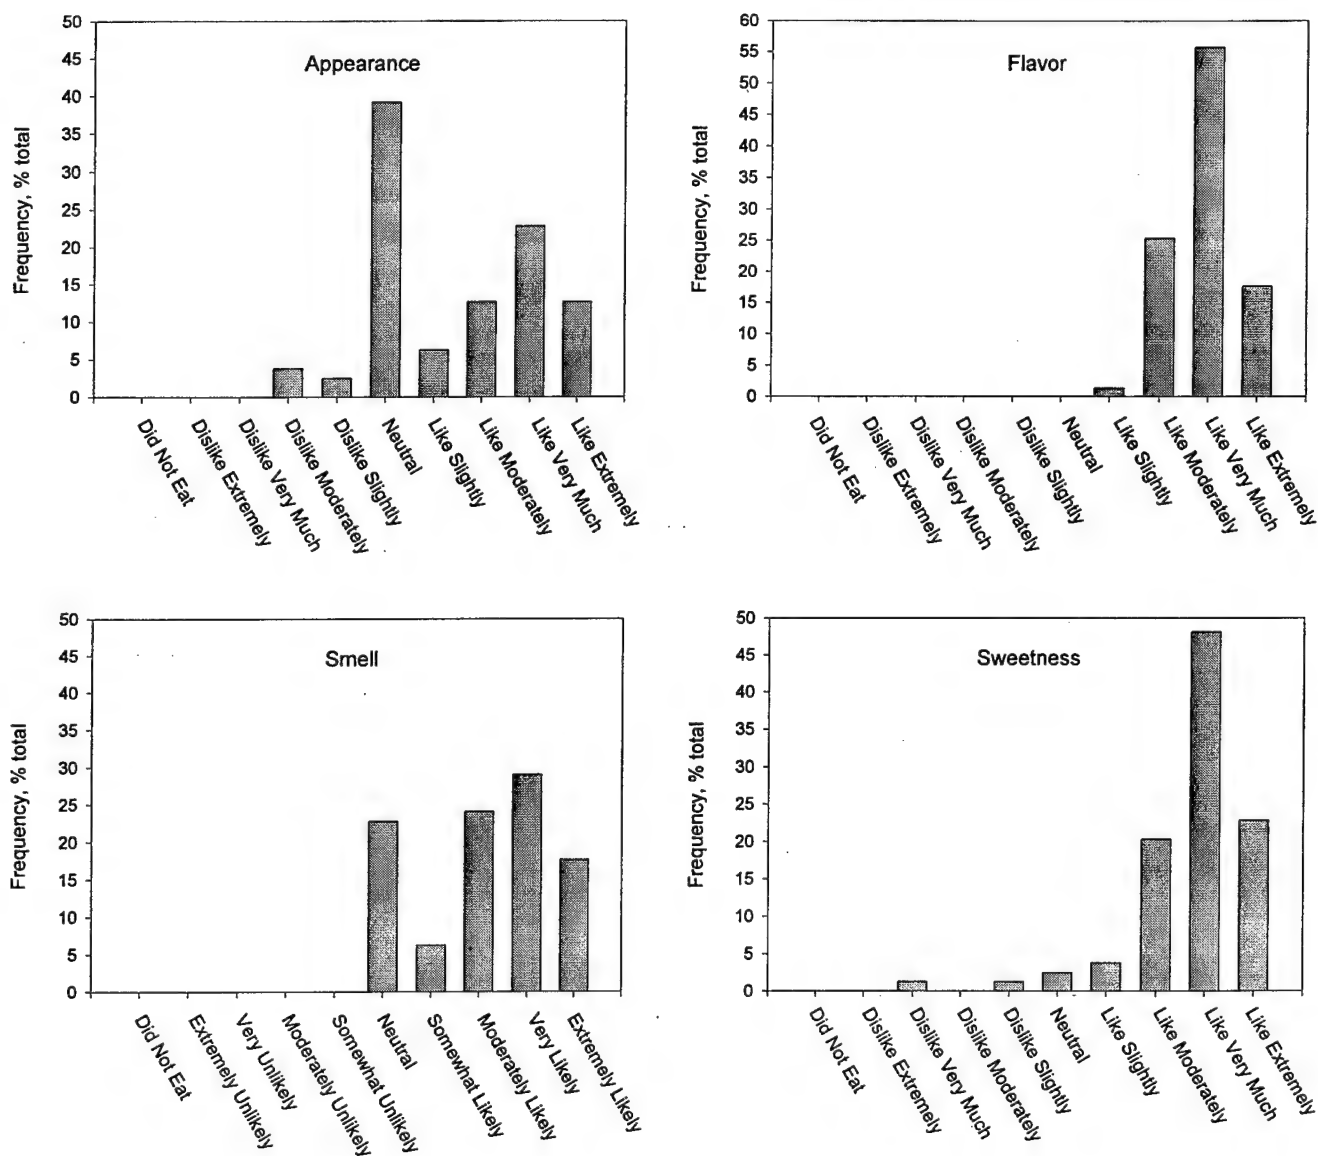 Appearance
Frequency, % total
50
45
40
35
30
25
20
15
10
5
0
Did Not Eat
Dislike Extremely
Dislike Very Much
Dislike Moderately
Dislike Slightly
Neutral
Like Slightly
Like Moderately
Like Very Much
Like Extremely
Flavor
Frequency, % total
60
55
50
45
40
35
30
25
20
15
10
5
0
Did Not Eat
Dislike Extremely
Dislike Very Much
Dislike Moderately
Dislike Slightly
Neutral
Like Slightly
Like Moderately
Like Very Much
Like Extremely
Smell
Frequency, % total
50
45
40
35
30
25
20
15
10
5
0
Did Not Eat
Extremely Unlikely
Very Unlikely
Moderately Unlikely
Somewhat Unlikely
Neutral
Somewhat Likely
Moderately Likely
Very Likely
Extremely Likely
Sweetness
Frequency, % total
50
45
40
35
30
25
20
15
10
5
0
Did Not Eat
Dislike Extremely
Dislike Very Much
Dislike Moderately
Dislike Slightly
Neutral
Like Slightly
Like Moderately
Like Very Much
Like Extremely